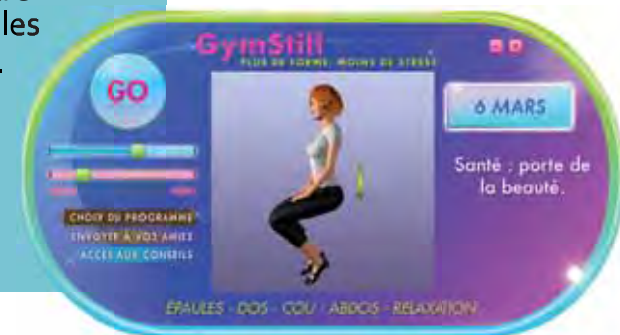 les
GymStill
PLUS DE FORME, MOINS DE STRESS
GO
6 MARS
Santé : porte de
la beauté.
CHOIX DU PROGRAMME
ENVOYER À VOS AMIES
ACCÈS AUX CONSEILS
ÉPAULES - DOS - COU - ABDOS - RELAXATION